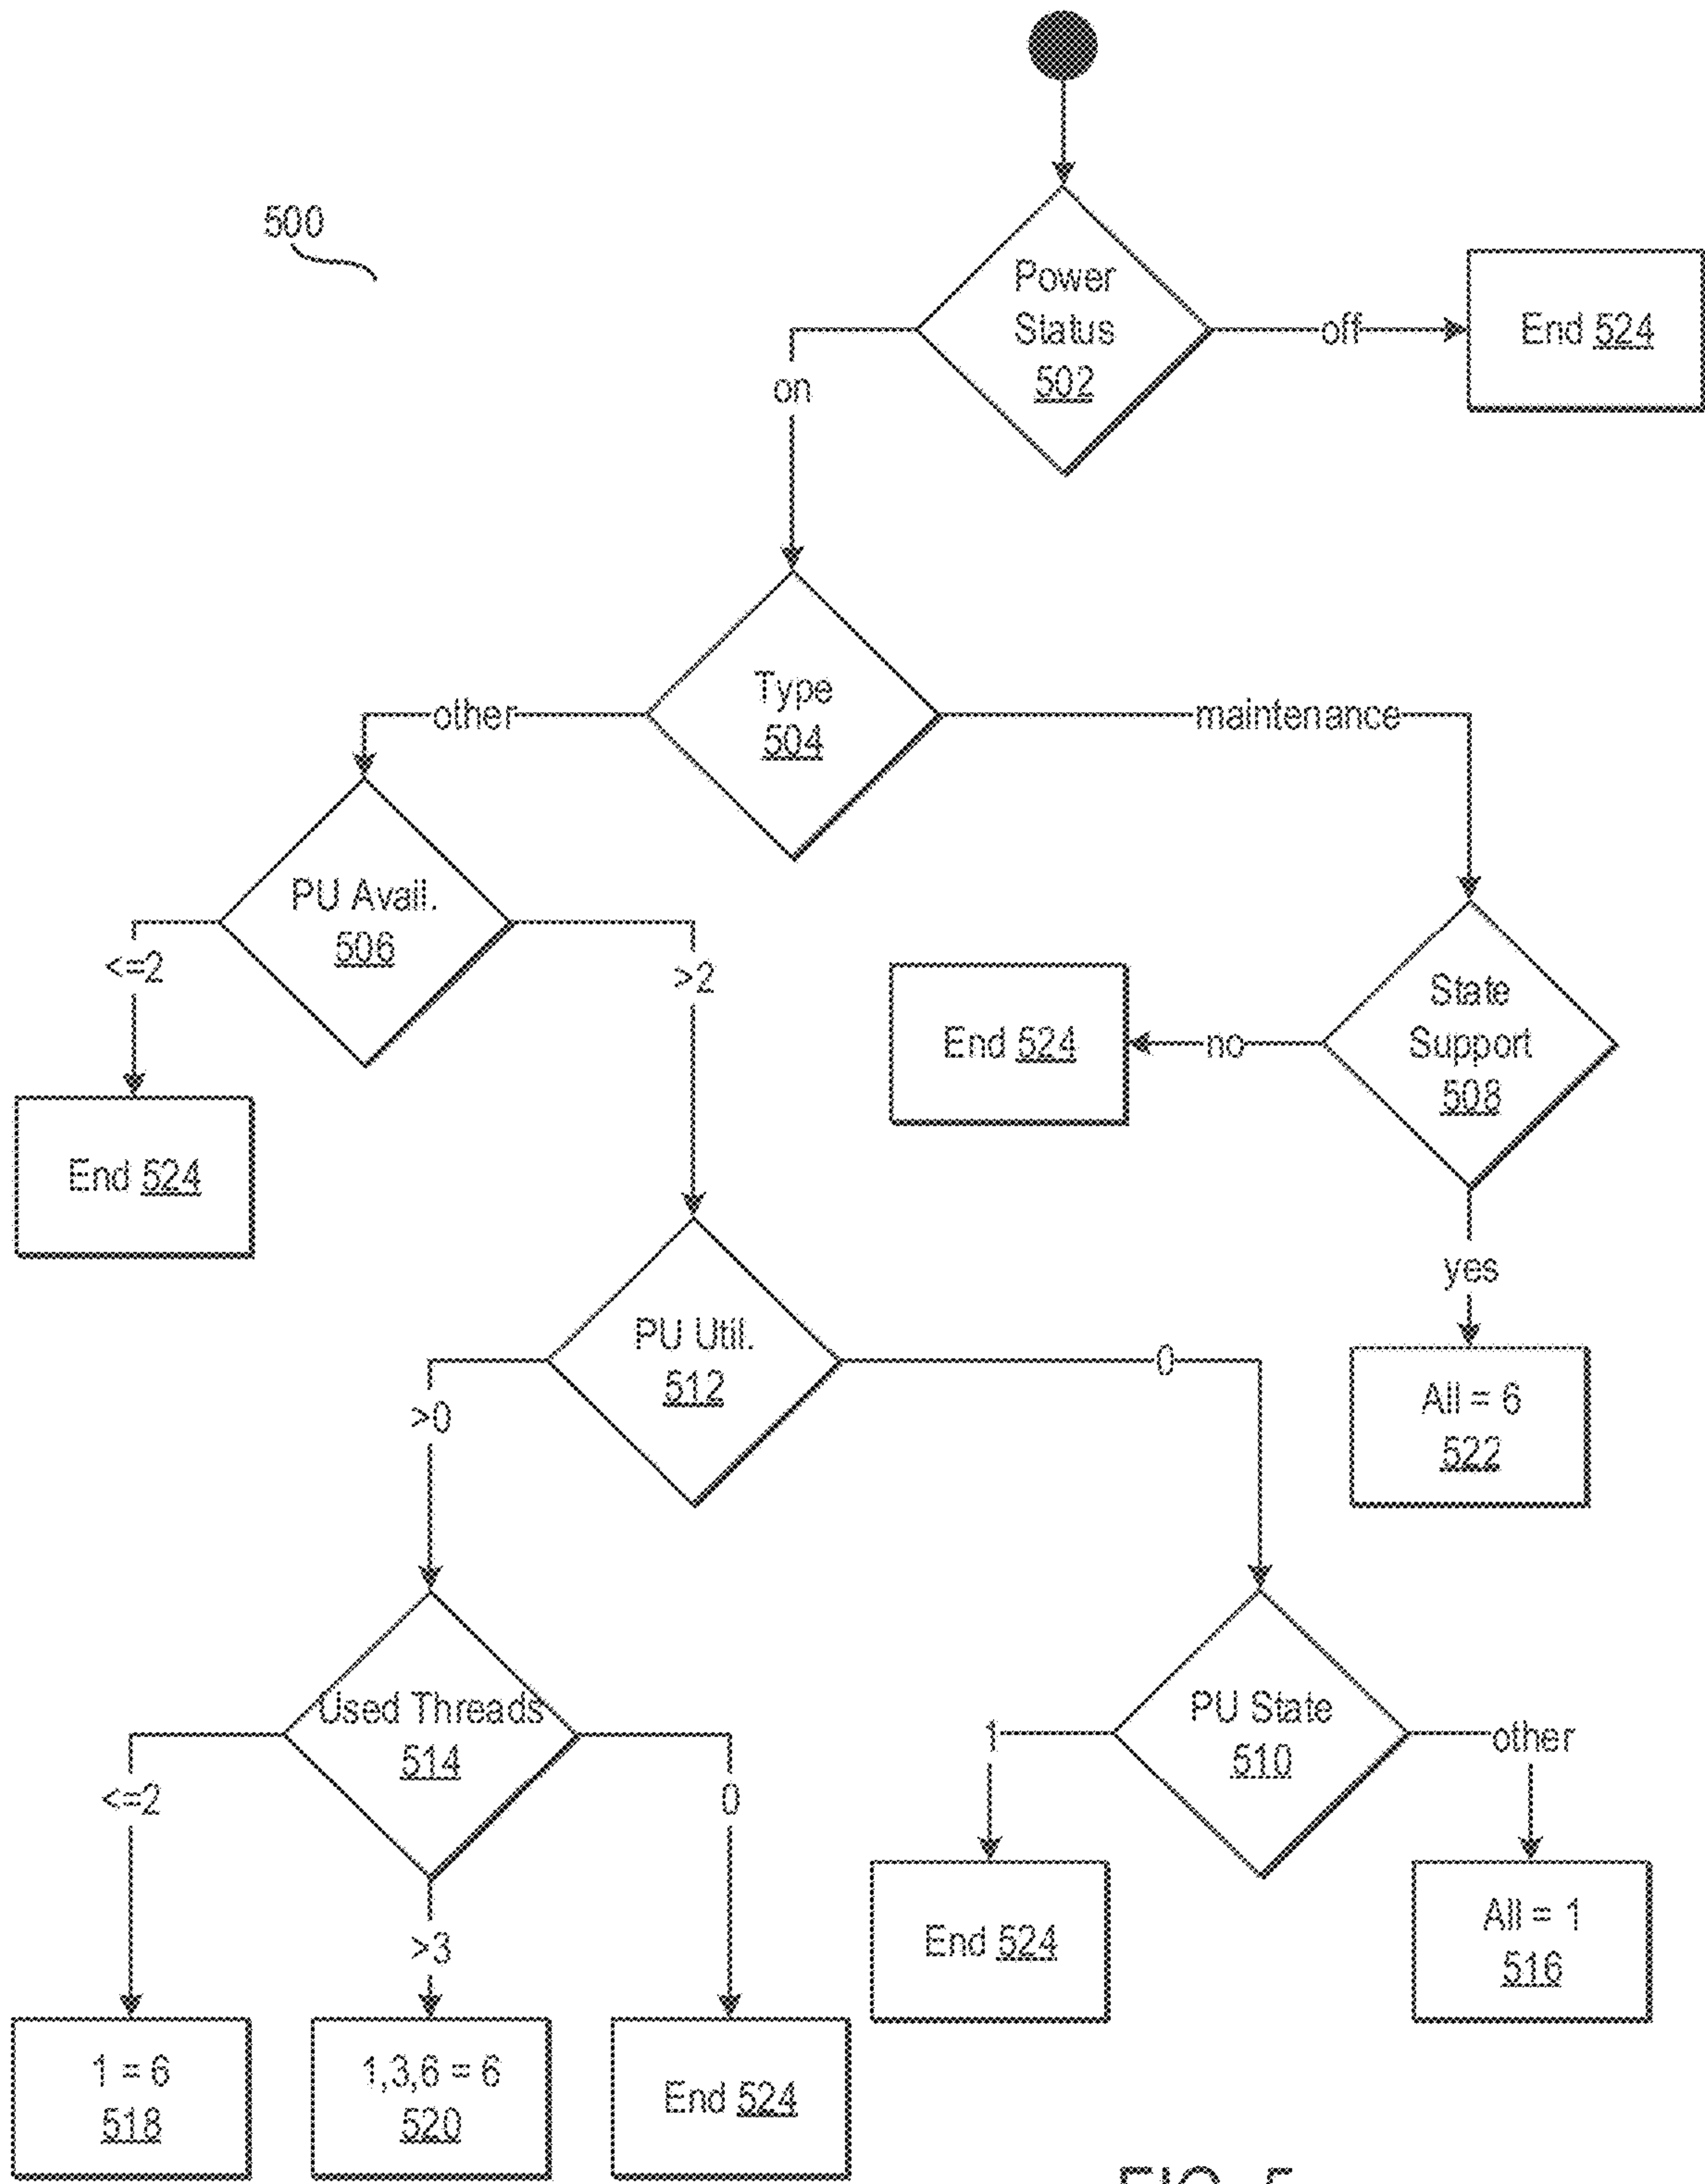 500
Power
Status
502
off
End 524
on
Type
504
other
maintenance
PU Avail.
506
<=2
>2
State
Support
508
no
End 524
End 524
yes
PU Util.
512
>0
0
All = 6
522
Used Threads
514
<=2
>3
0
PU State
510
1
other
End 524
All = 1
516
1 = 6
518
1,3,6 = 6
520
End 524
FIG. 5